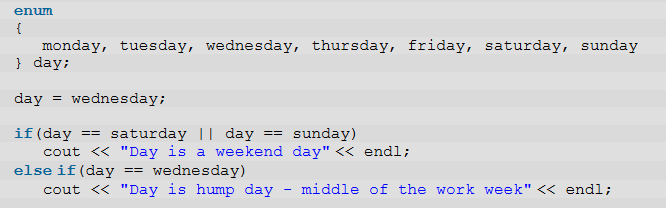 enum
{
monday, tuesday, wednesday, thursday, friday, saturday, sunday
} day;
day = wednesday;
if(day == saturday || day == sunday)
cout << "Day is a weekend day" << endl;
else if(day == wednesday)
cout << "Day is hump day - middle of the work week" << endl;